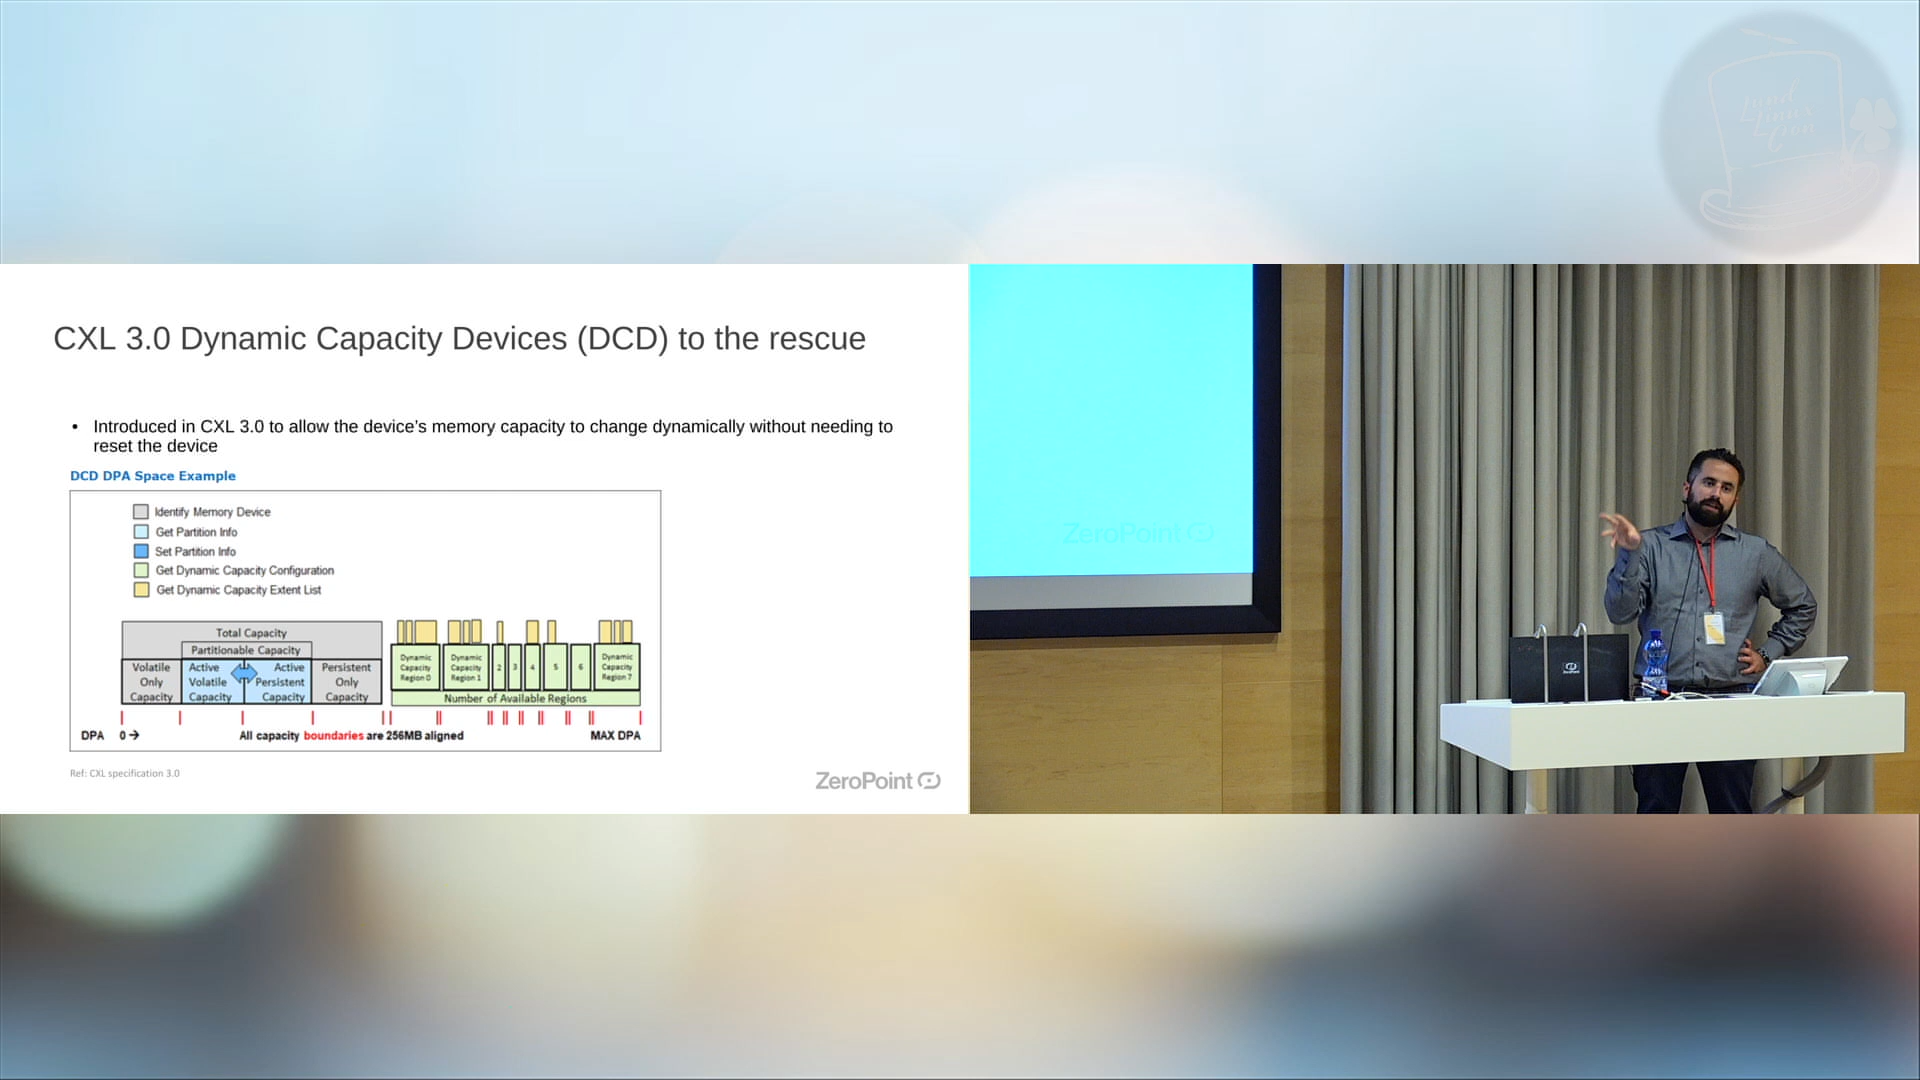 Lund
Linux
Con
CXL 3.0 Dynamic Capacity Devices (DCD) to the rescue
• Introduced in CXL 3.0 to allow the device’s memory capacity to change dynamically without needing to
reset the device
DCD DPA Space Example
Identify Memory Device
Get Partition Info
Set Partition Info
Get Dynamic Capacity Configuration
Get Dynamic Capacity Extent List
Total Capacity
Partitionable Capacity
Volatile
Only
Capacity
Active
Volatile
Capacity
Active
Persistent
Capacity
Persistent
Only
Capacity
Dynamic
Capacity
Region 0
Dynamic
Capacity
Region 1
2
3
4
5
6
Dynamic
Capacity
Region 7
Number of Available Regions
DPA 0→ All capacity boundaries are 256MB aligned MAX DPA
Ref: CXL specification 3.0
ZeroPoint
ZeroPoint